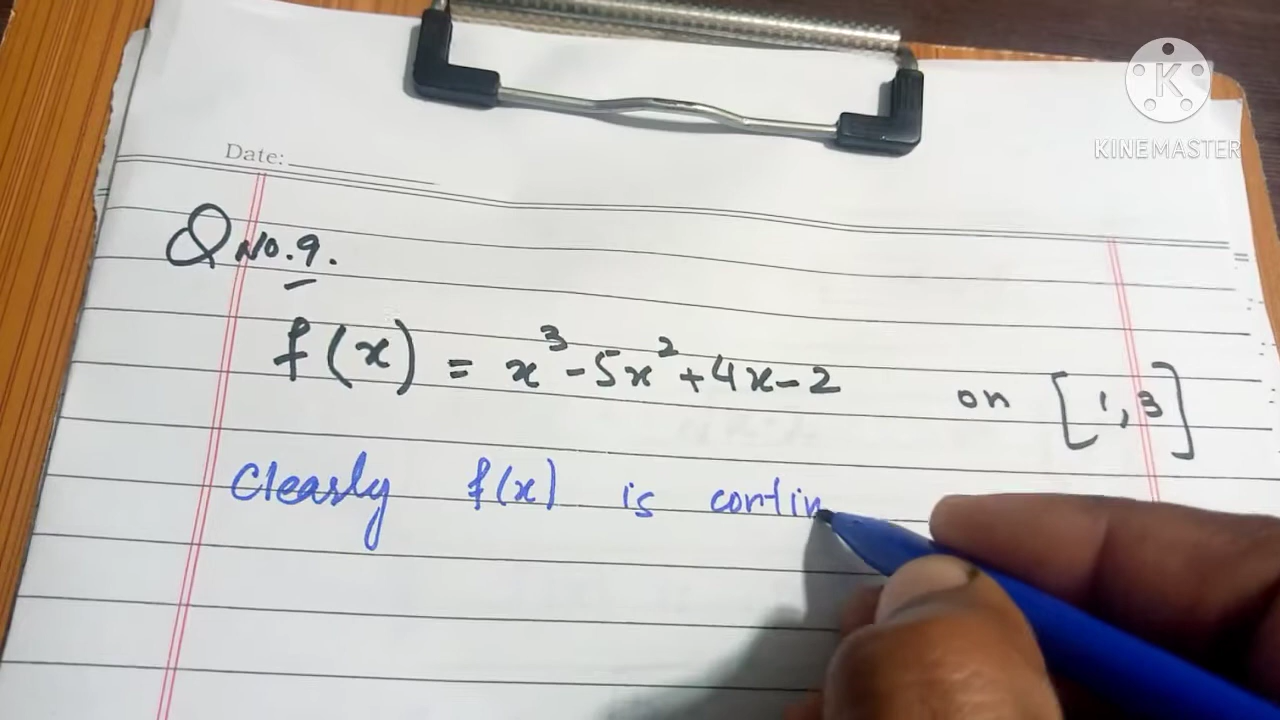 KINEMASTER
Date:
Q No.9.
f(x) = x³-5x²+4x-2 on [1,3]
Clearly f(x) is contin